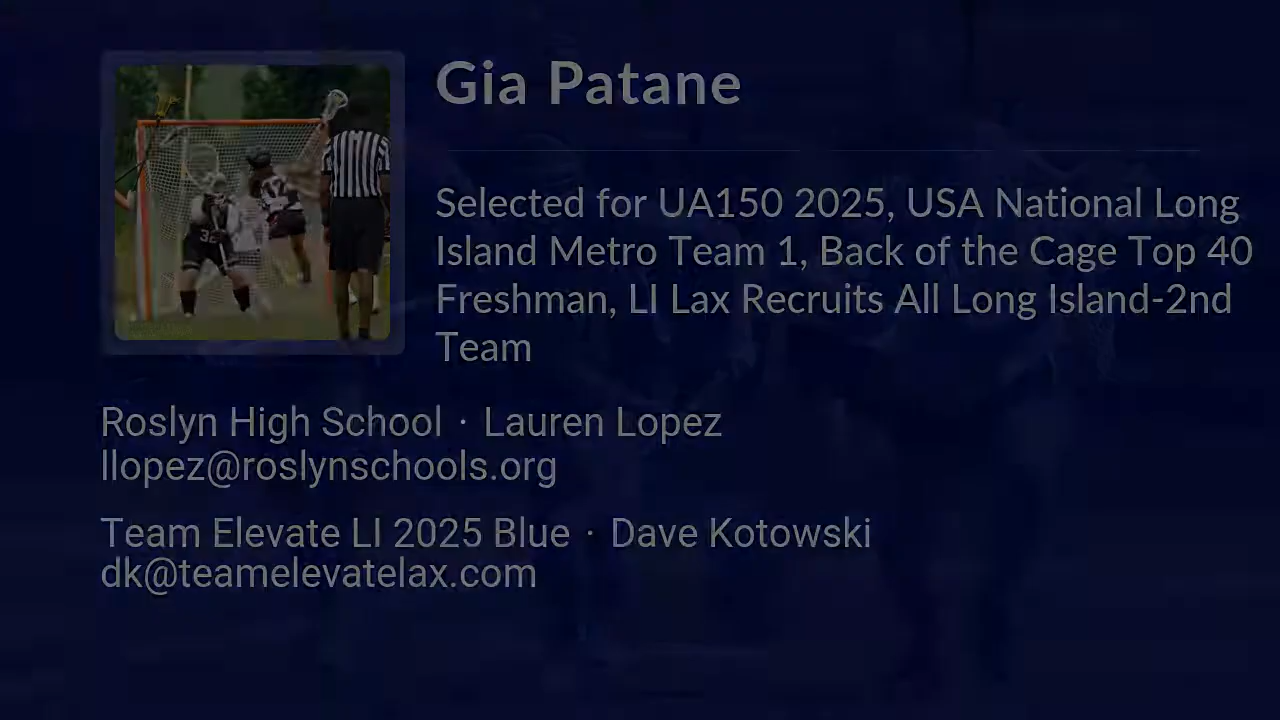 Gia Patane
Selected for UA150 2025, USA National Long
Island Metro Team 1, Back of the Cage Top 40
Freshman, LI Lax Recruits All Long Island-2nd
Team
Roslyn High School · Lauren Lopez
llopez@roslynschools.org
Team Elevate LI 2025 Blue · Dave Kotowski
dk@teamelevatelax.com
32
12